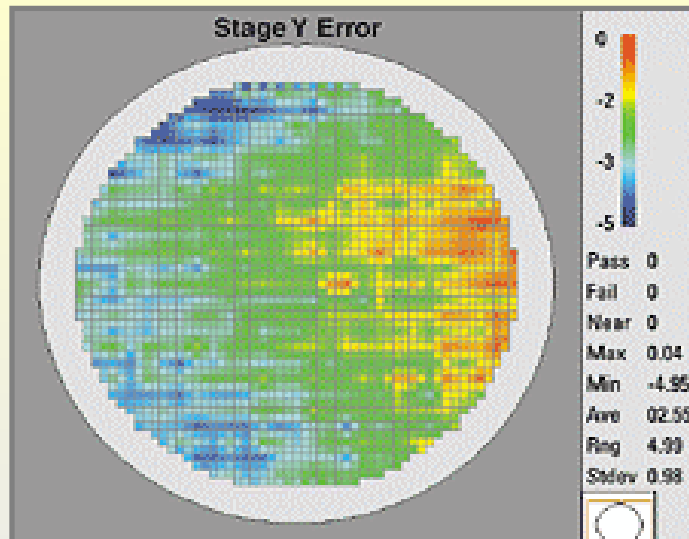 Stage Y Error
0
-2
-3
-5
Pass 0
Fail 0
Near 0
Max 0.04
Min -4.95
Ave 02.55
Rng 4.99
Stdev 0.98